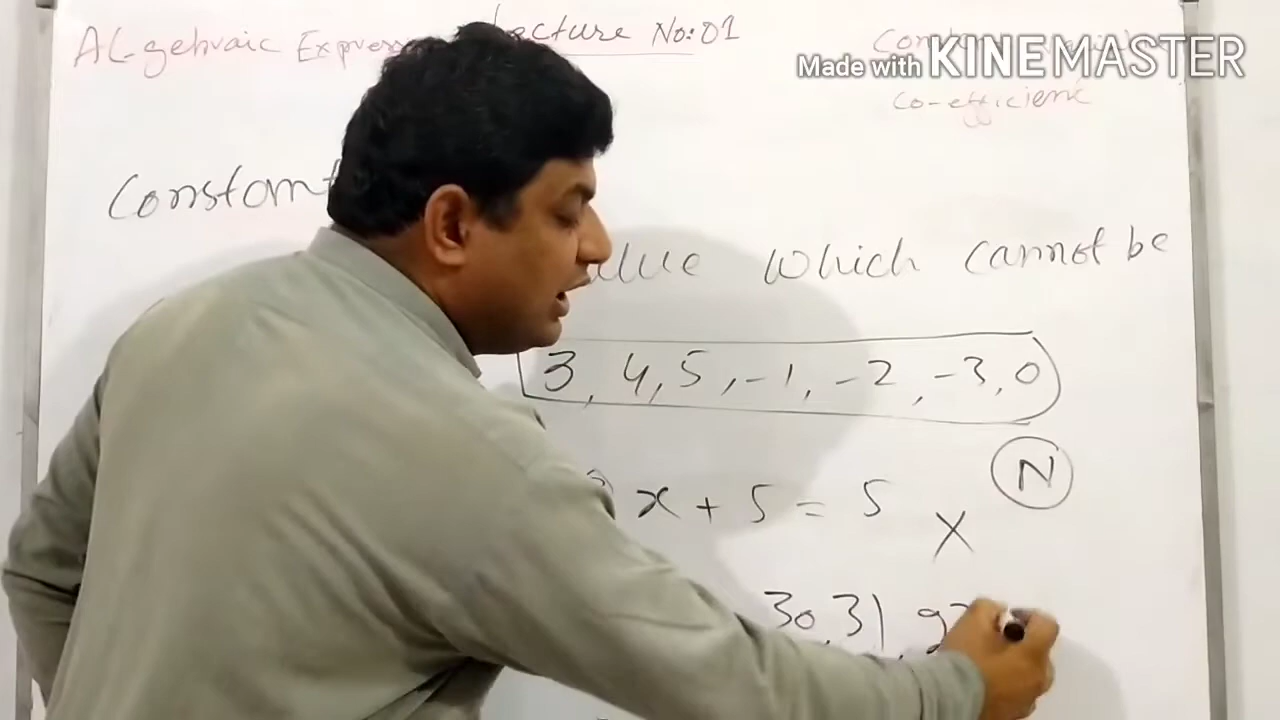 AL-gebraic Express Lecture No:01
Made with KINEMASTER
co-efficient
Constant
value which cannot be
3, 4, 5, -1, -2, -3, 0
N
x + 5 = 5 X
30, 31,